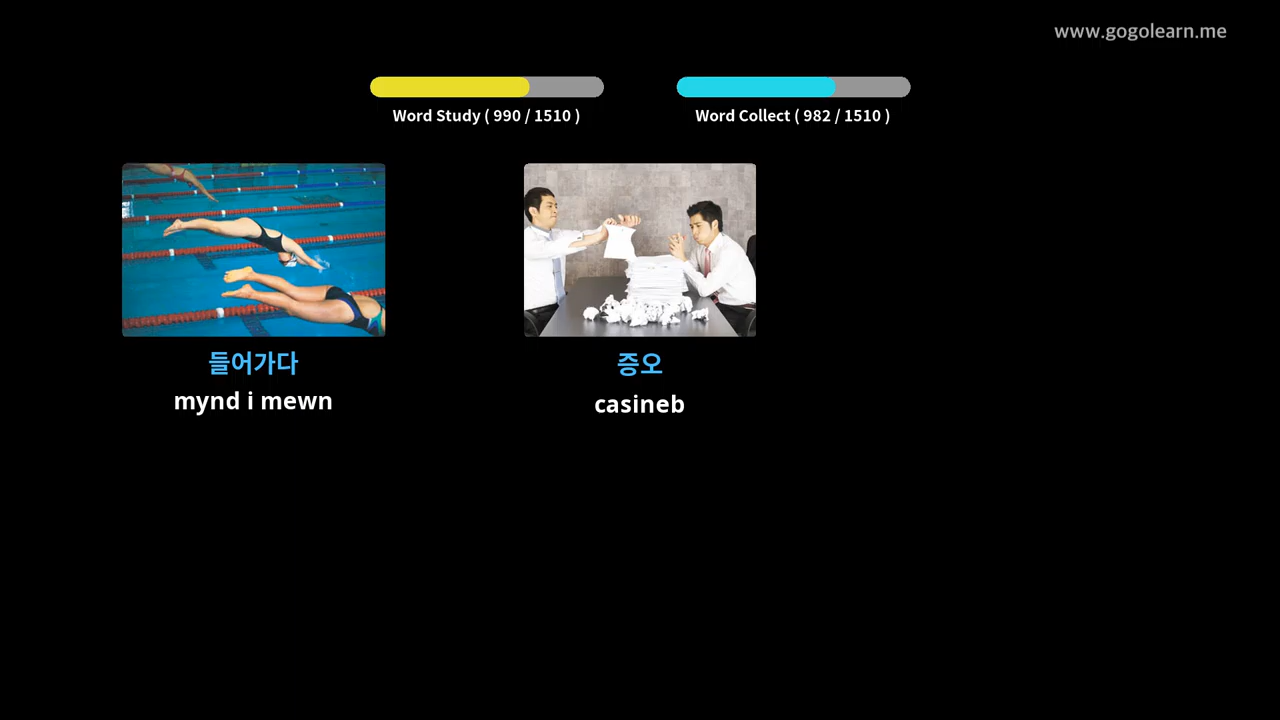 www.gogolearn.me
Word Study ( 990 / 1510 )
Word Collect ( 982 / 1510 )
들어가다
mynd i mewn
증오
casineb